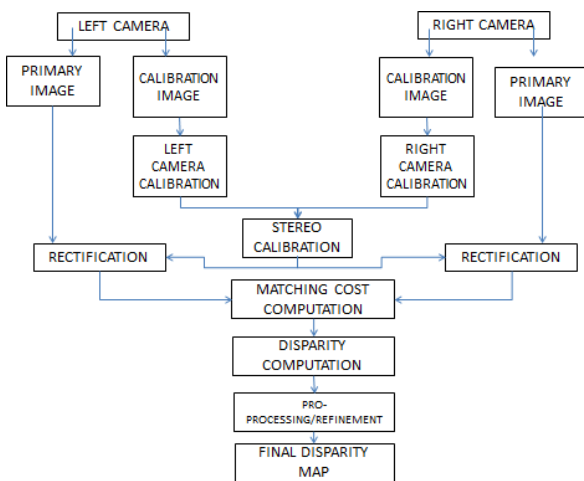 LEFT CAMERA
RIGHT CAMERA
PRIMARY
IMAGE
CALIBRATION
IMAGE
CALIBRATION
IMAGE
PRIMARY
IMAGE
LEFT
CAMERA
CALIBRATION
RIGHT
CAMERA
CALIBRATION
STEREO
CALIBRATION
RECTIFICATION
RECTIFICATION
MATCHING COST
COMPUTATION
DISPARITY
COMPUTATION
PRO-
PROCESSING/REFINEMENT
FINAL DISPARITY
MAP